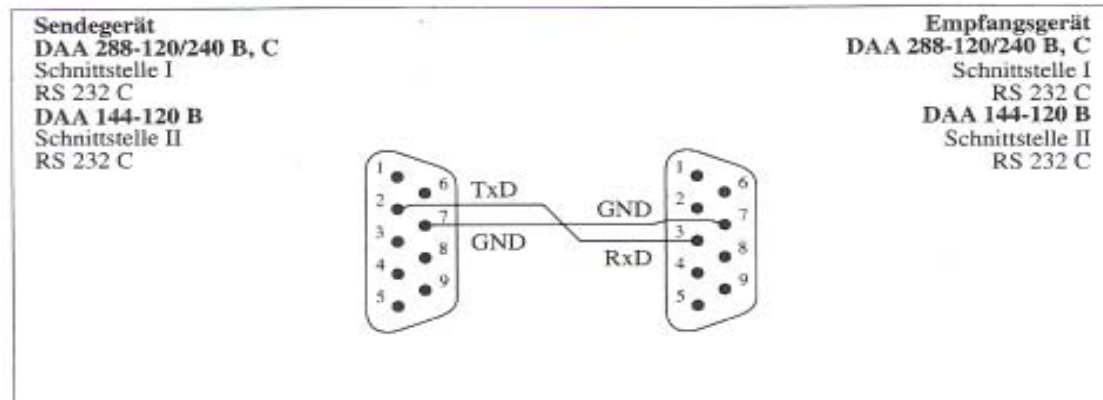 Sendegerät
DAA 288-120/240 B, C
Schnittstelle I
RS 232 C
DAA 144-120 B
Schnittstelle II
RS 232 C
Empfangsgerät
DAA 288-120/240 B, C
Schnittstelle I
RS 232 C
DAA 144-120 B
Schnittstelle II
RS 232 C
1
6
2
7
3
8
4
9
5
TxD
GND
GND
RxD
1
6
2
7
3
8
4
9
5